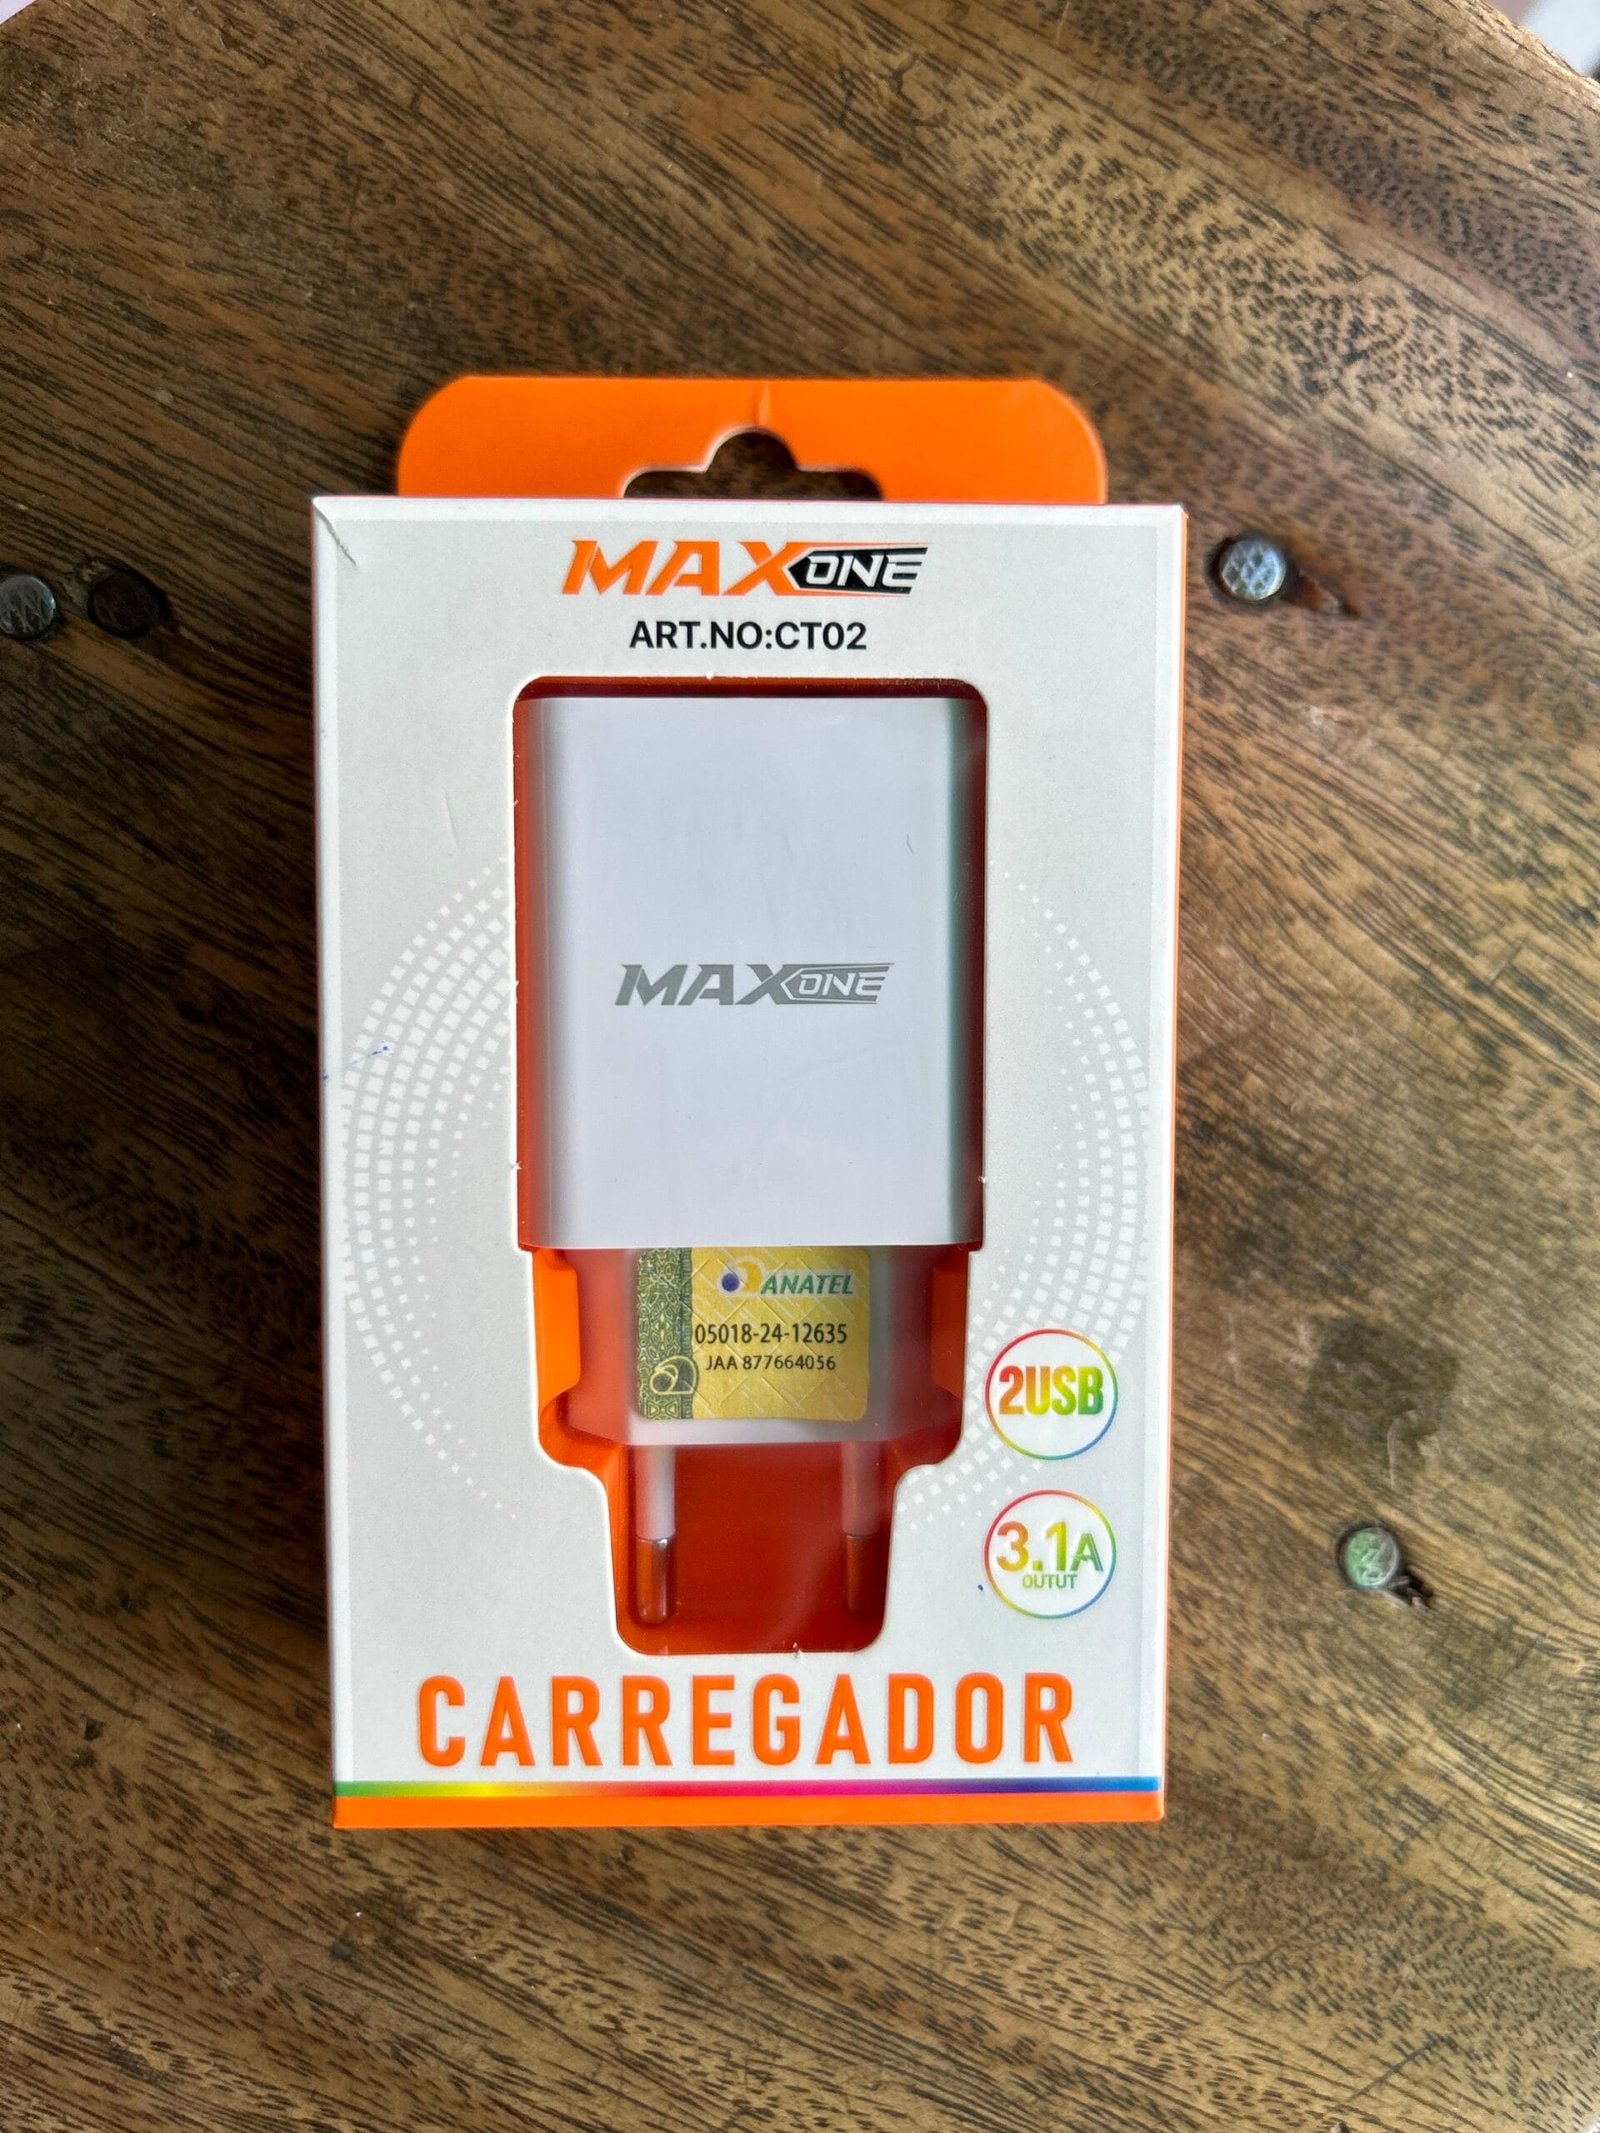 MAXONE
ART.NO:CT02
MAXONE
ANATEL
05018-24-12635
JAA 877664056
2USB
3.1A
OUTUT
CARREGADOR